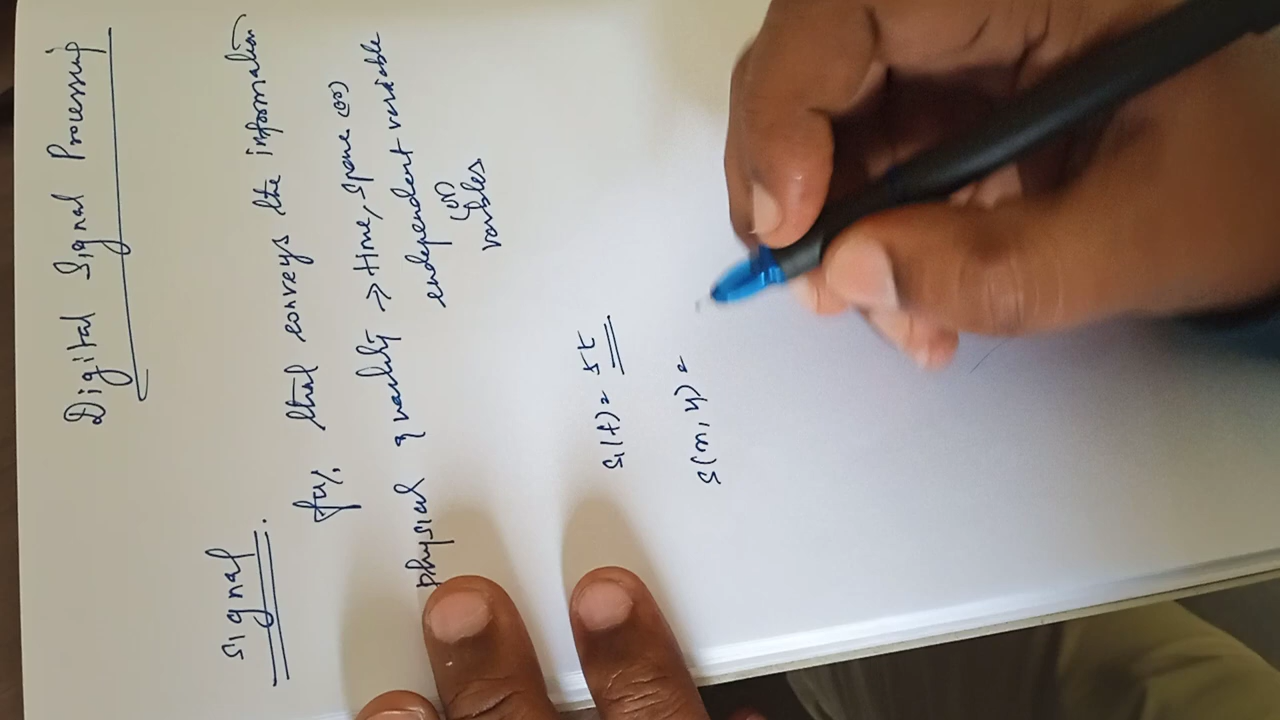 Digital Signal Processing
Signal
fn, that conveys the information
physical quantity → time, space (or)
independent variable
(or)
varibles
S₁(t) = 5t
S(x, y) =